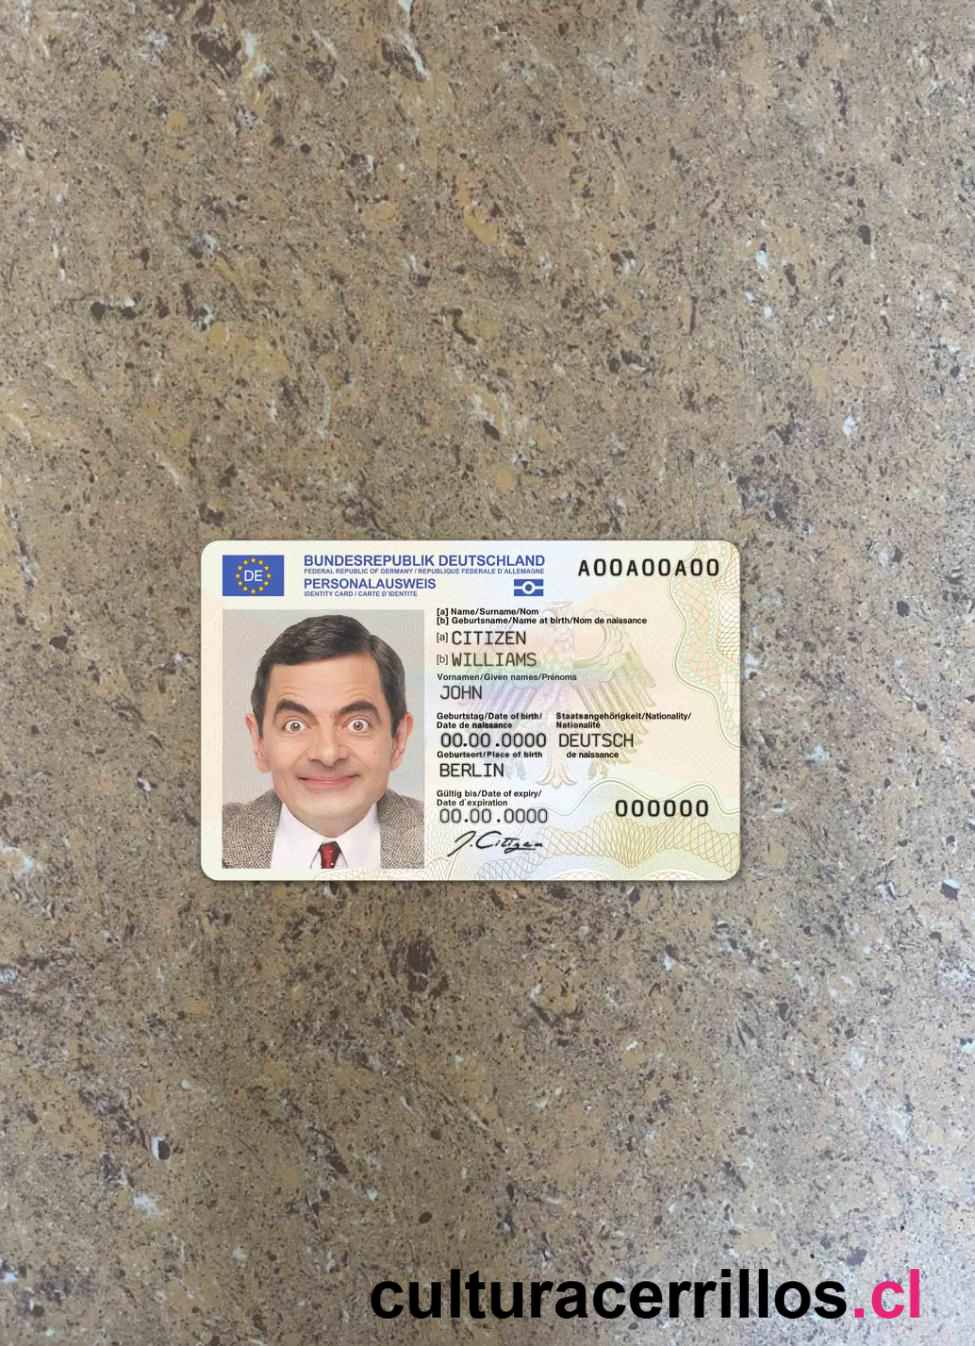 DE
BUNDESREPUBLIK DEUTSCHLAND
FEDERAL REPUBLIC OF GERMANY / REPUBLIQUE FEDERALE D'ALLEMAGNE
PERSONALAUSWEIS
IDENTITY CARD / CARTE D'IDENTITE
A00A00A00
[a] Name/Surname/Nom
[b] Geburtsname/Name at birth/Nom de naissance
[a] CITIZEN
[b] WILLIAMS
Vornamen/Given names/Prénoms
JOHN
Geburtstag/Date of birth/ Staatsangehörigkeit/Nationality/
Date de naissance Nationalité
00.00.0000 DEUTSCH
Geburtsort/Place of birth de naissance
BERLIN
Gültig bis/Date of expiry/
Date d'expiration
00.00.0000 000000
J. Citizen
culturacerrillos.cl